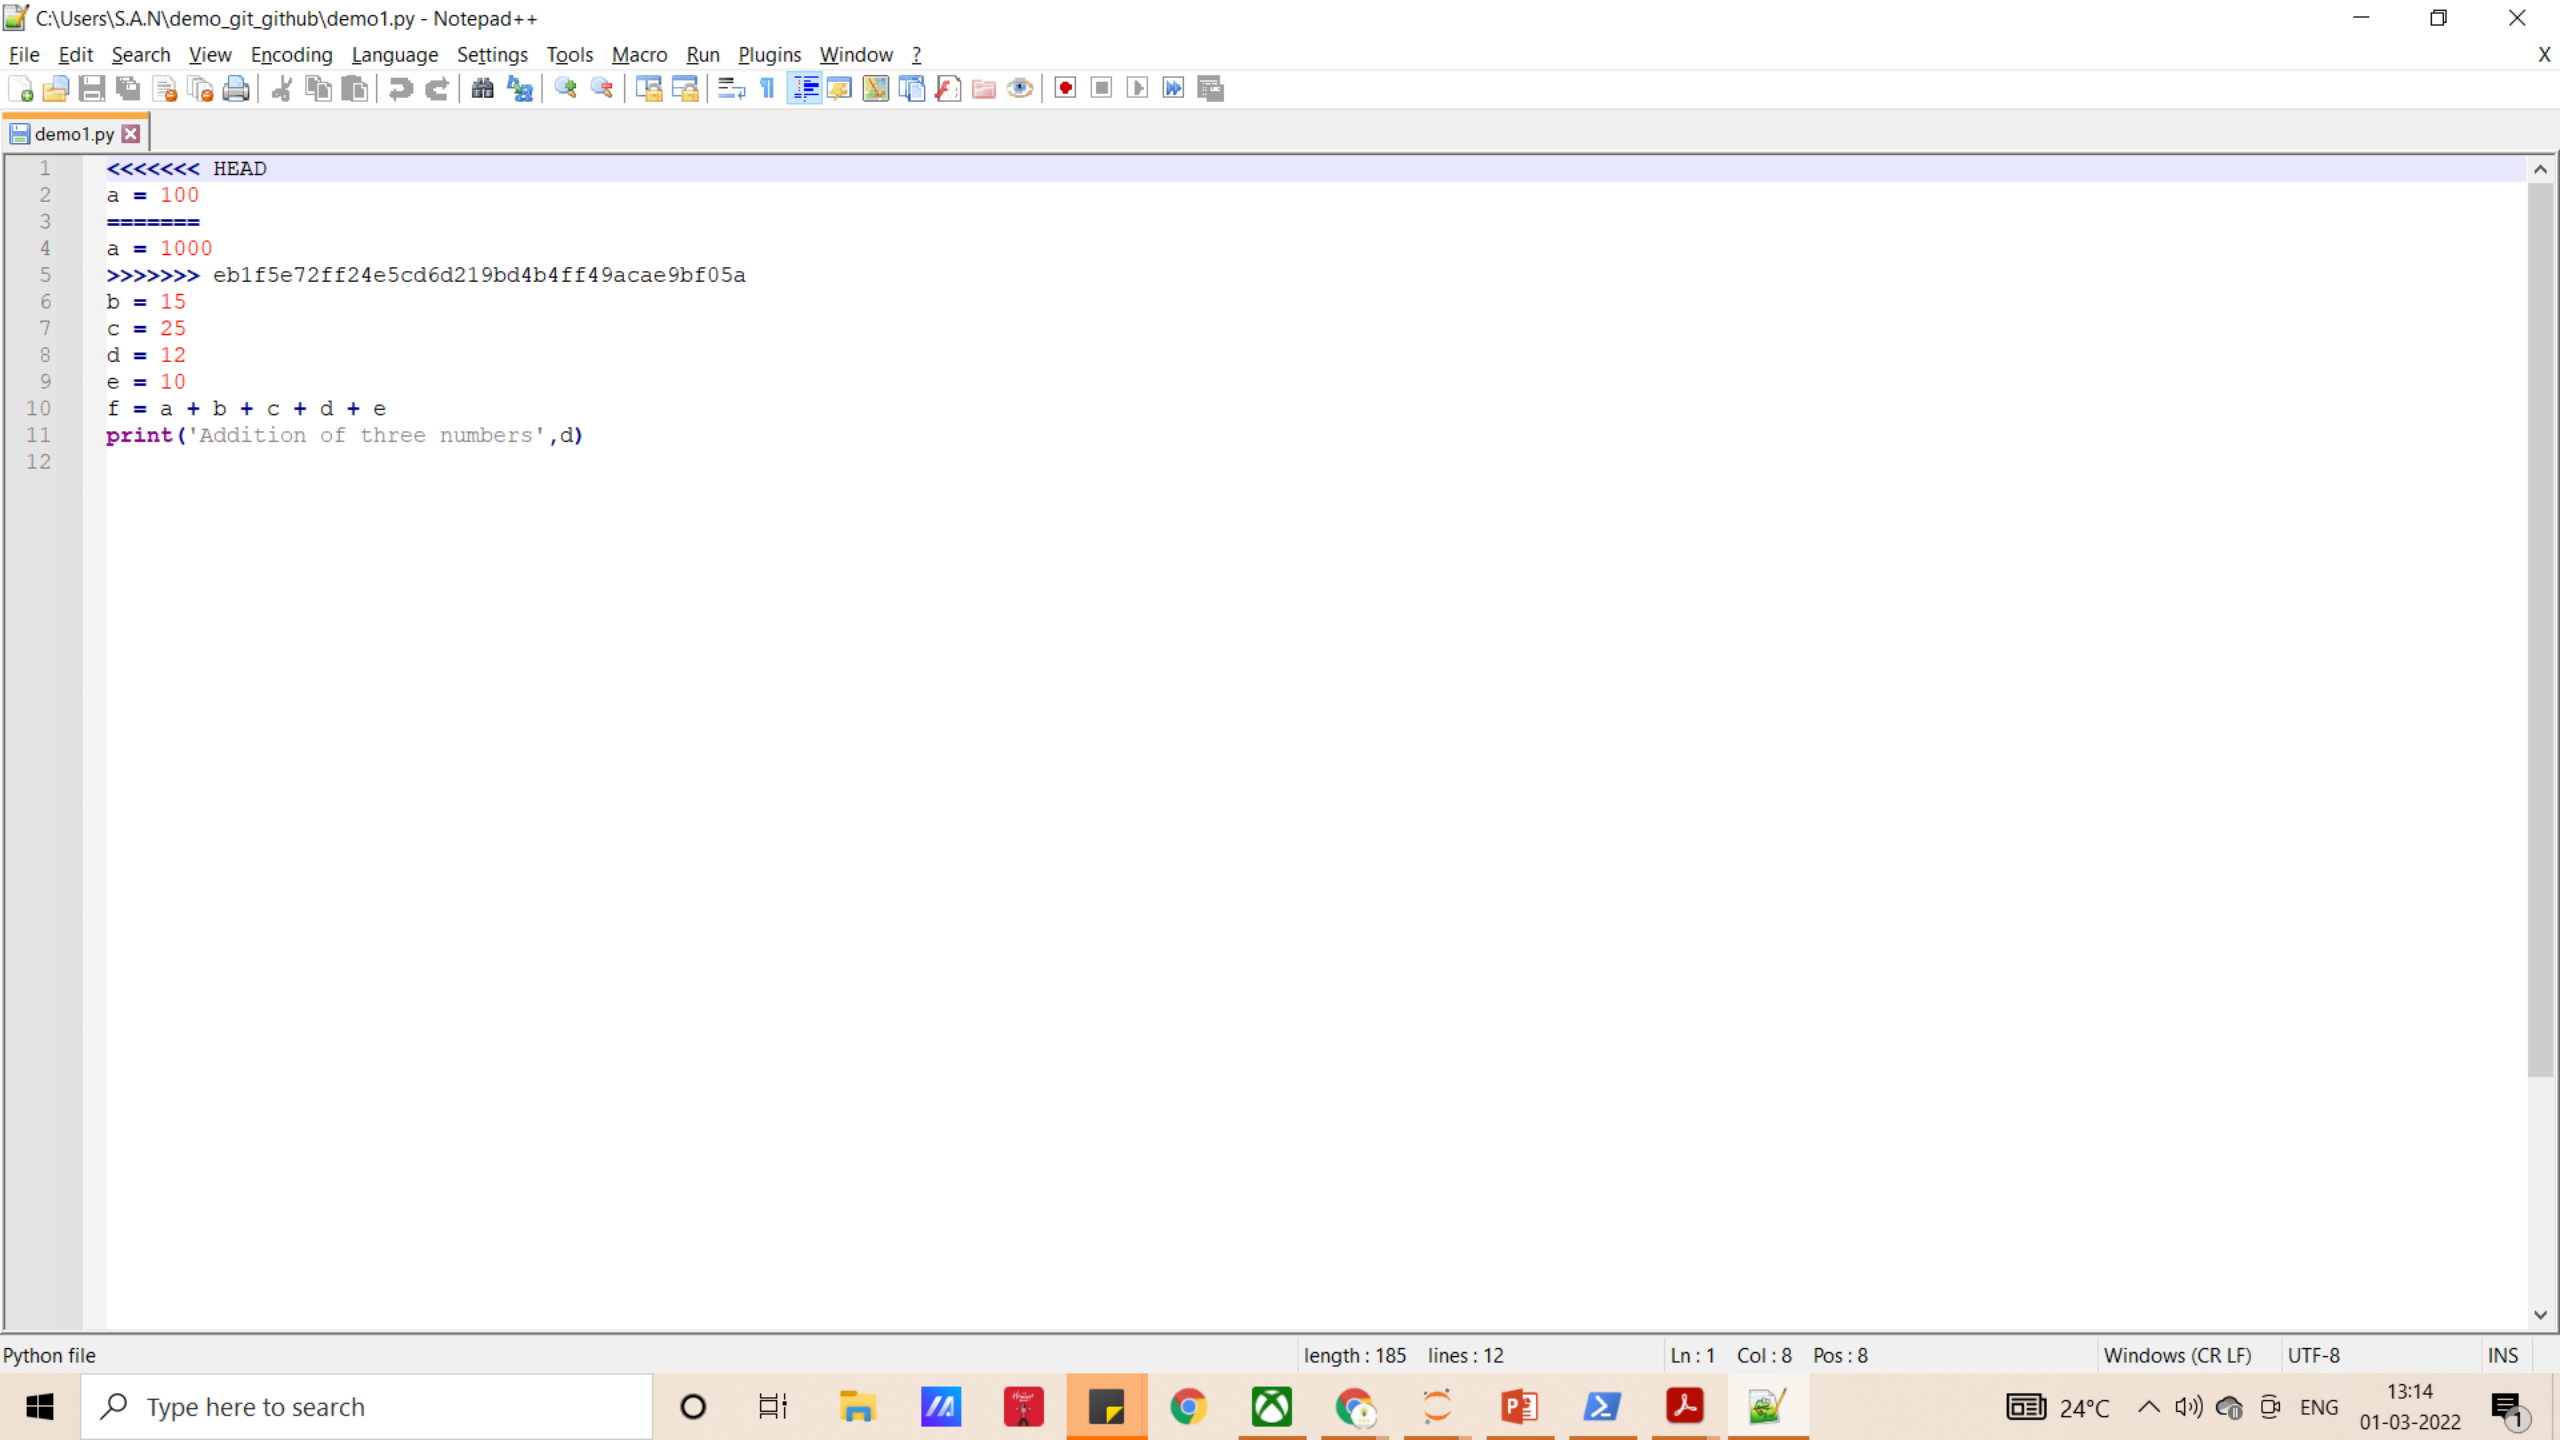 C:\Users\S.A.N\demo_git_github\demo1.py - Notepad++
File Edit Search View Encoding Language Settings Tools Macro Run Plugins Window ? X
demo1.py
1 <<<<<<< HEAD
2 a = 100
3 =======
4 a = 1000
5 >>>>>>> eb1f5e72ff24e5cd6d219bd4b4ff49acae9bf05a
6 b = 15
7 c = 25
8 d = 12
9 e = 10
10 f = a + b + c + d + e
11 print('Addition of three numbers',d)
12
Python file length : 185 lines : 12 Ln : 1 Col : 8 Pos : 8 Windows (CR LF) UTF-8 INS
Type here to search 24°C ENG 13:14
01-03-2022 1